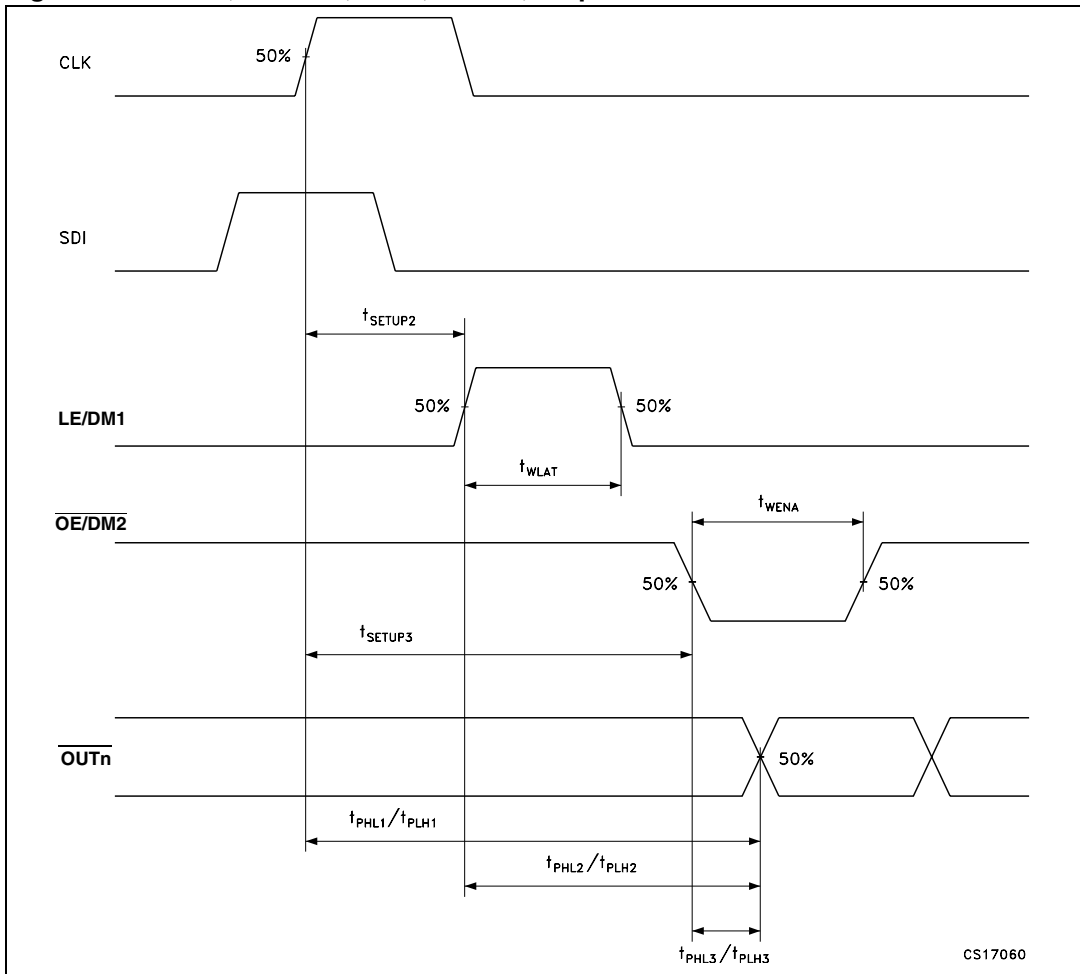 CLK
50%
SDI
tSETUP2
LE/DM1
50%
50%
tWLAT
OE/DM2
tWENA
50%
50%
tSETUP3
OUTn
50%
tPHL1/tPLH1
tPHL2/tPLH2
tPHL3/tPLH3
CS17060